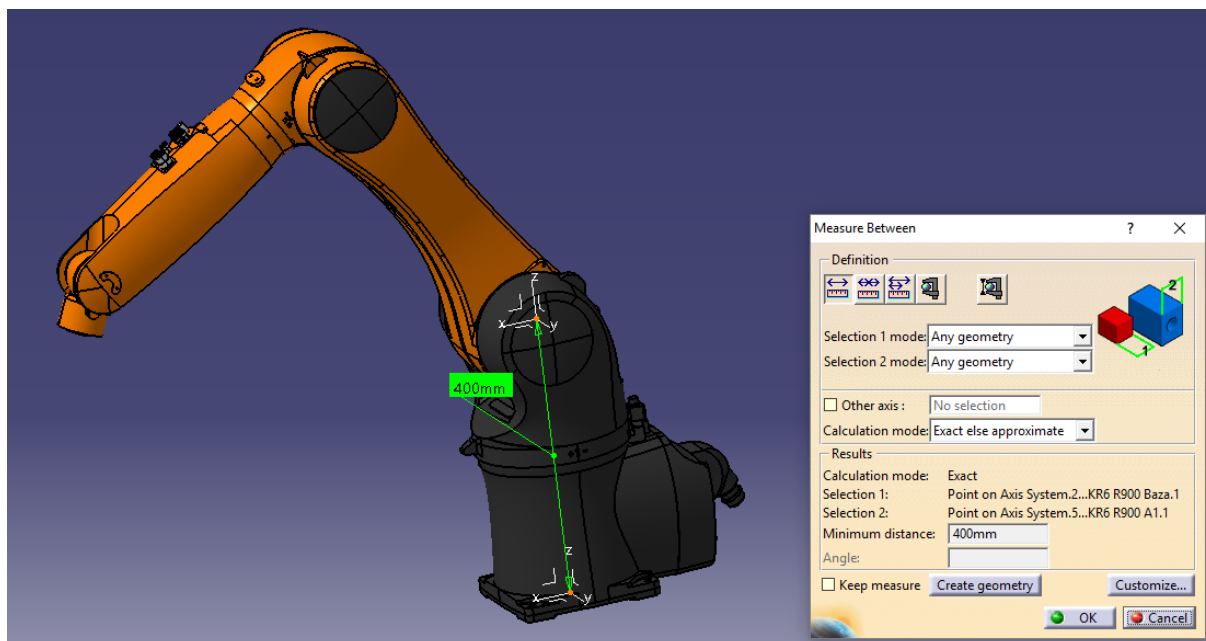 z
x
y
400mm
z
x
y
Measure Between ? X
Definition
2
1
Selection 1 mode: Any geometry
Selection 2 mode: Any geometry
Other axis : No selection
Calculation mode: Exact else approximate
Results
Calculation mode: Exact
Selection 1: Point on Axis System.2...KR6 R900 Baza.1
Selection 2: Point on Axis System.5...KR6 R900 A1.1
Minimum distance: 400mm
Angle:
Keep measure Create geometry Customize...
OK Cancel